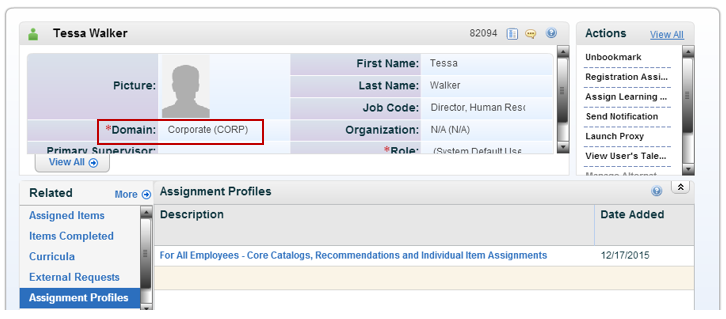 Tessa Walker
82094
Actions
View All
First Name: Tessa
Last Name: Walker
Picture:
Job Code: Director, Human Resc
*Domain: Corporate (CORP)
Organization: N/A (N/A)
Primary Supervisor:
*Role: (System Default Use
View All
Unbookmark
Registration Assi...
Assign Learning ...
Send Notification
Launch Proxy
View User's Tale...
Manage Alternat
Related
More
Assigned Items
Items Completed
Curricula
External Requests
Assignment Profiles
Assignment Profiles
Description
Date Added
For All Employees - Core Catalogs, Recommendations and Individual Item Assignments
12/17/2015